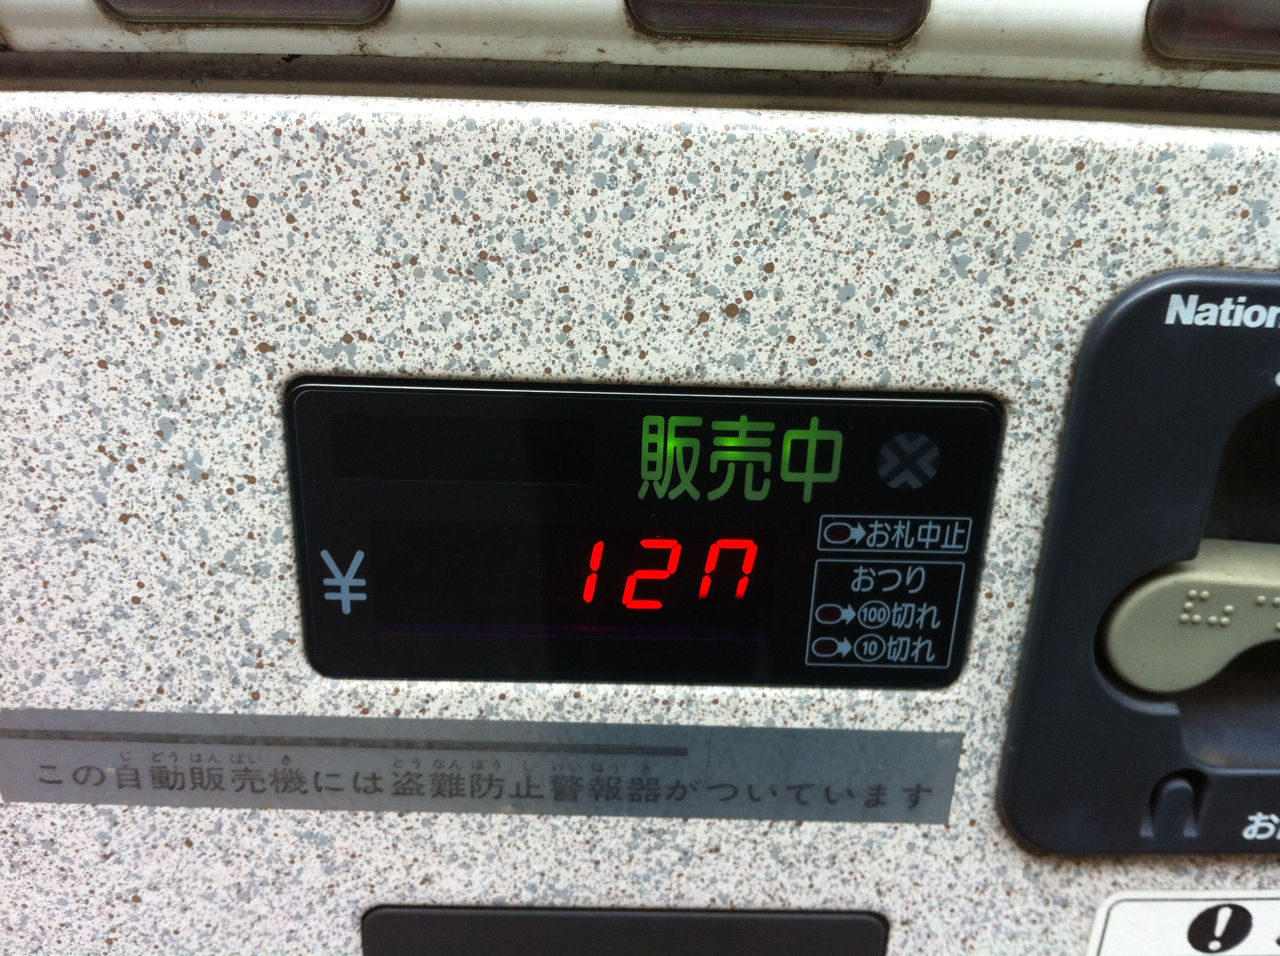 Nation
販売中
お札中止
¥ 120
おつり
100切れ
10切れ
じどうはんばいき とうなんぼうしけいほうき
この自動販売機には盗難防止警報器がついています
お
!